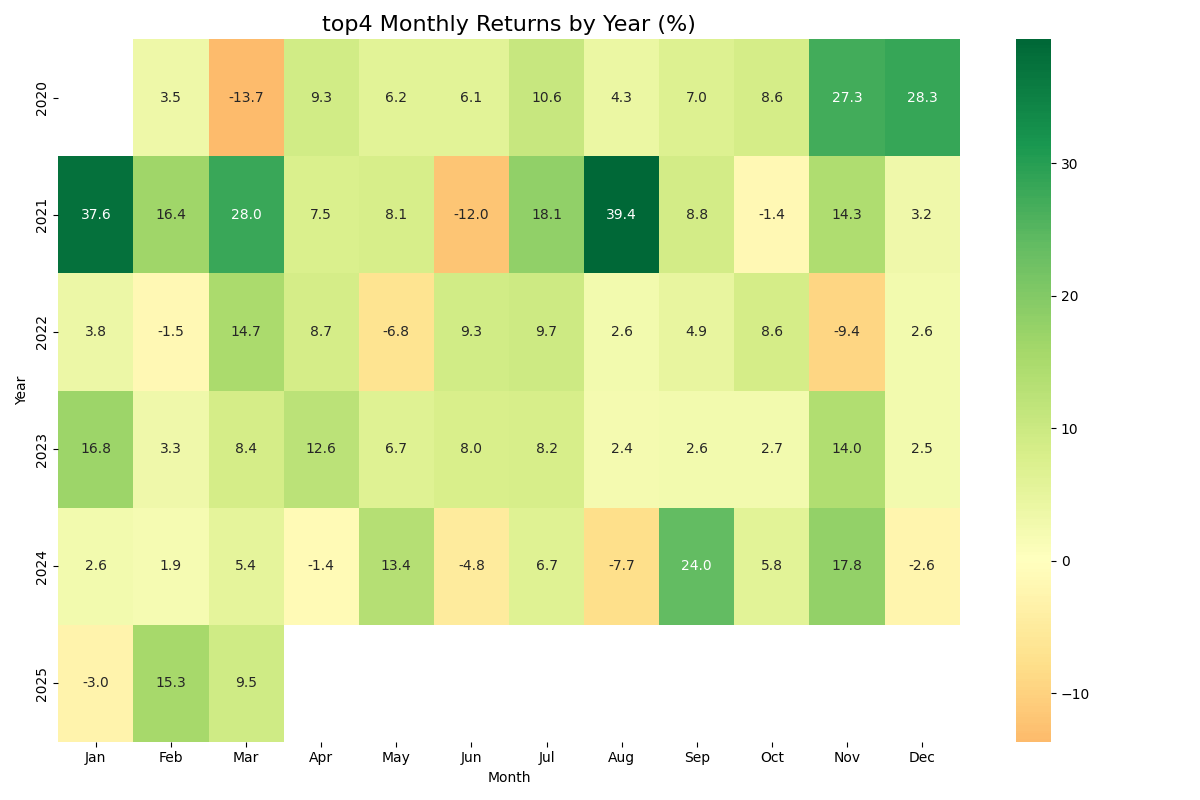 top4 Monthly Returns by Year (%)
2020 3.5 -13.7 9.3 6.2 6.1 10.6 4.3 7.0 8.6 27.3 28.3
2021 37.6 16.4 28.0 7.5 8.1 -12.0 18.1 39.4 8.8 -1.4 14.3 3.2
2022 3.8 -1.5 14.7 8.7 -6.8 9.3 9.7 2.6 4.9 8.6 -9.4 2.6
2023 16.8 3.3 8.4 12.6 6.7 8.0 8.2 2.4 2.6 2.7 14.0 2.5
2024 2.6 1.9 5.4 -1.4 13.4 -4.8 6.7 -7.7 24.0 5.8 17.8 -2.6
2025 -3.0 15.3 9.5
Jan Feb Mar Apr May Jun Jul Aug Sep Oct Nov Dec
Month
Year
30
20
10
0
−10